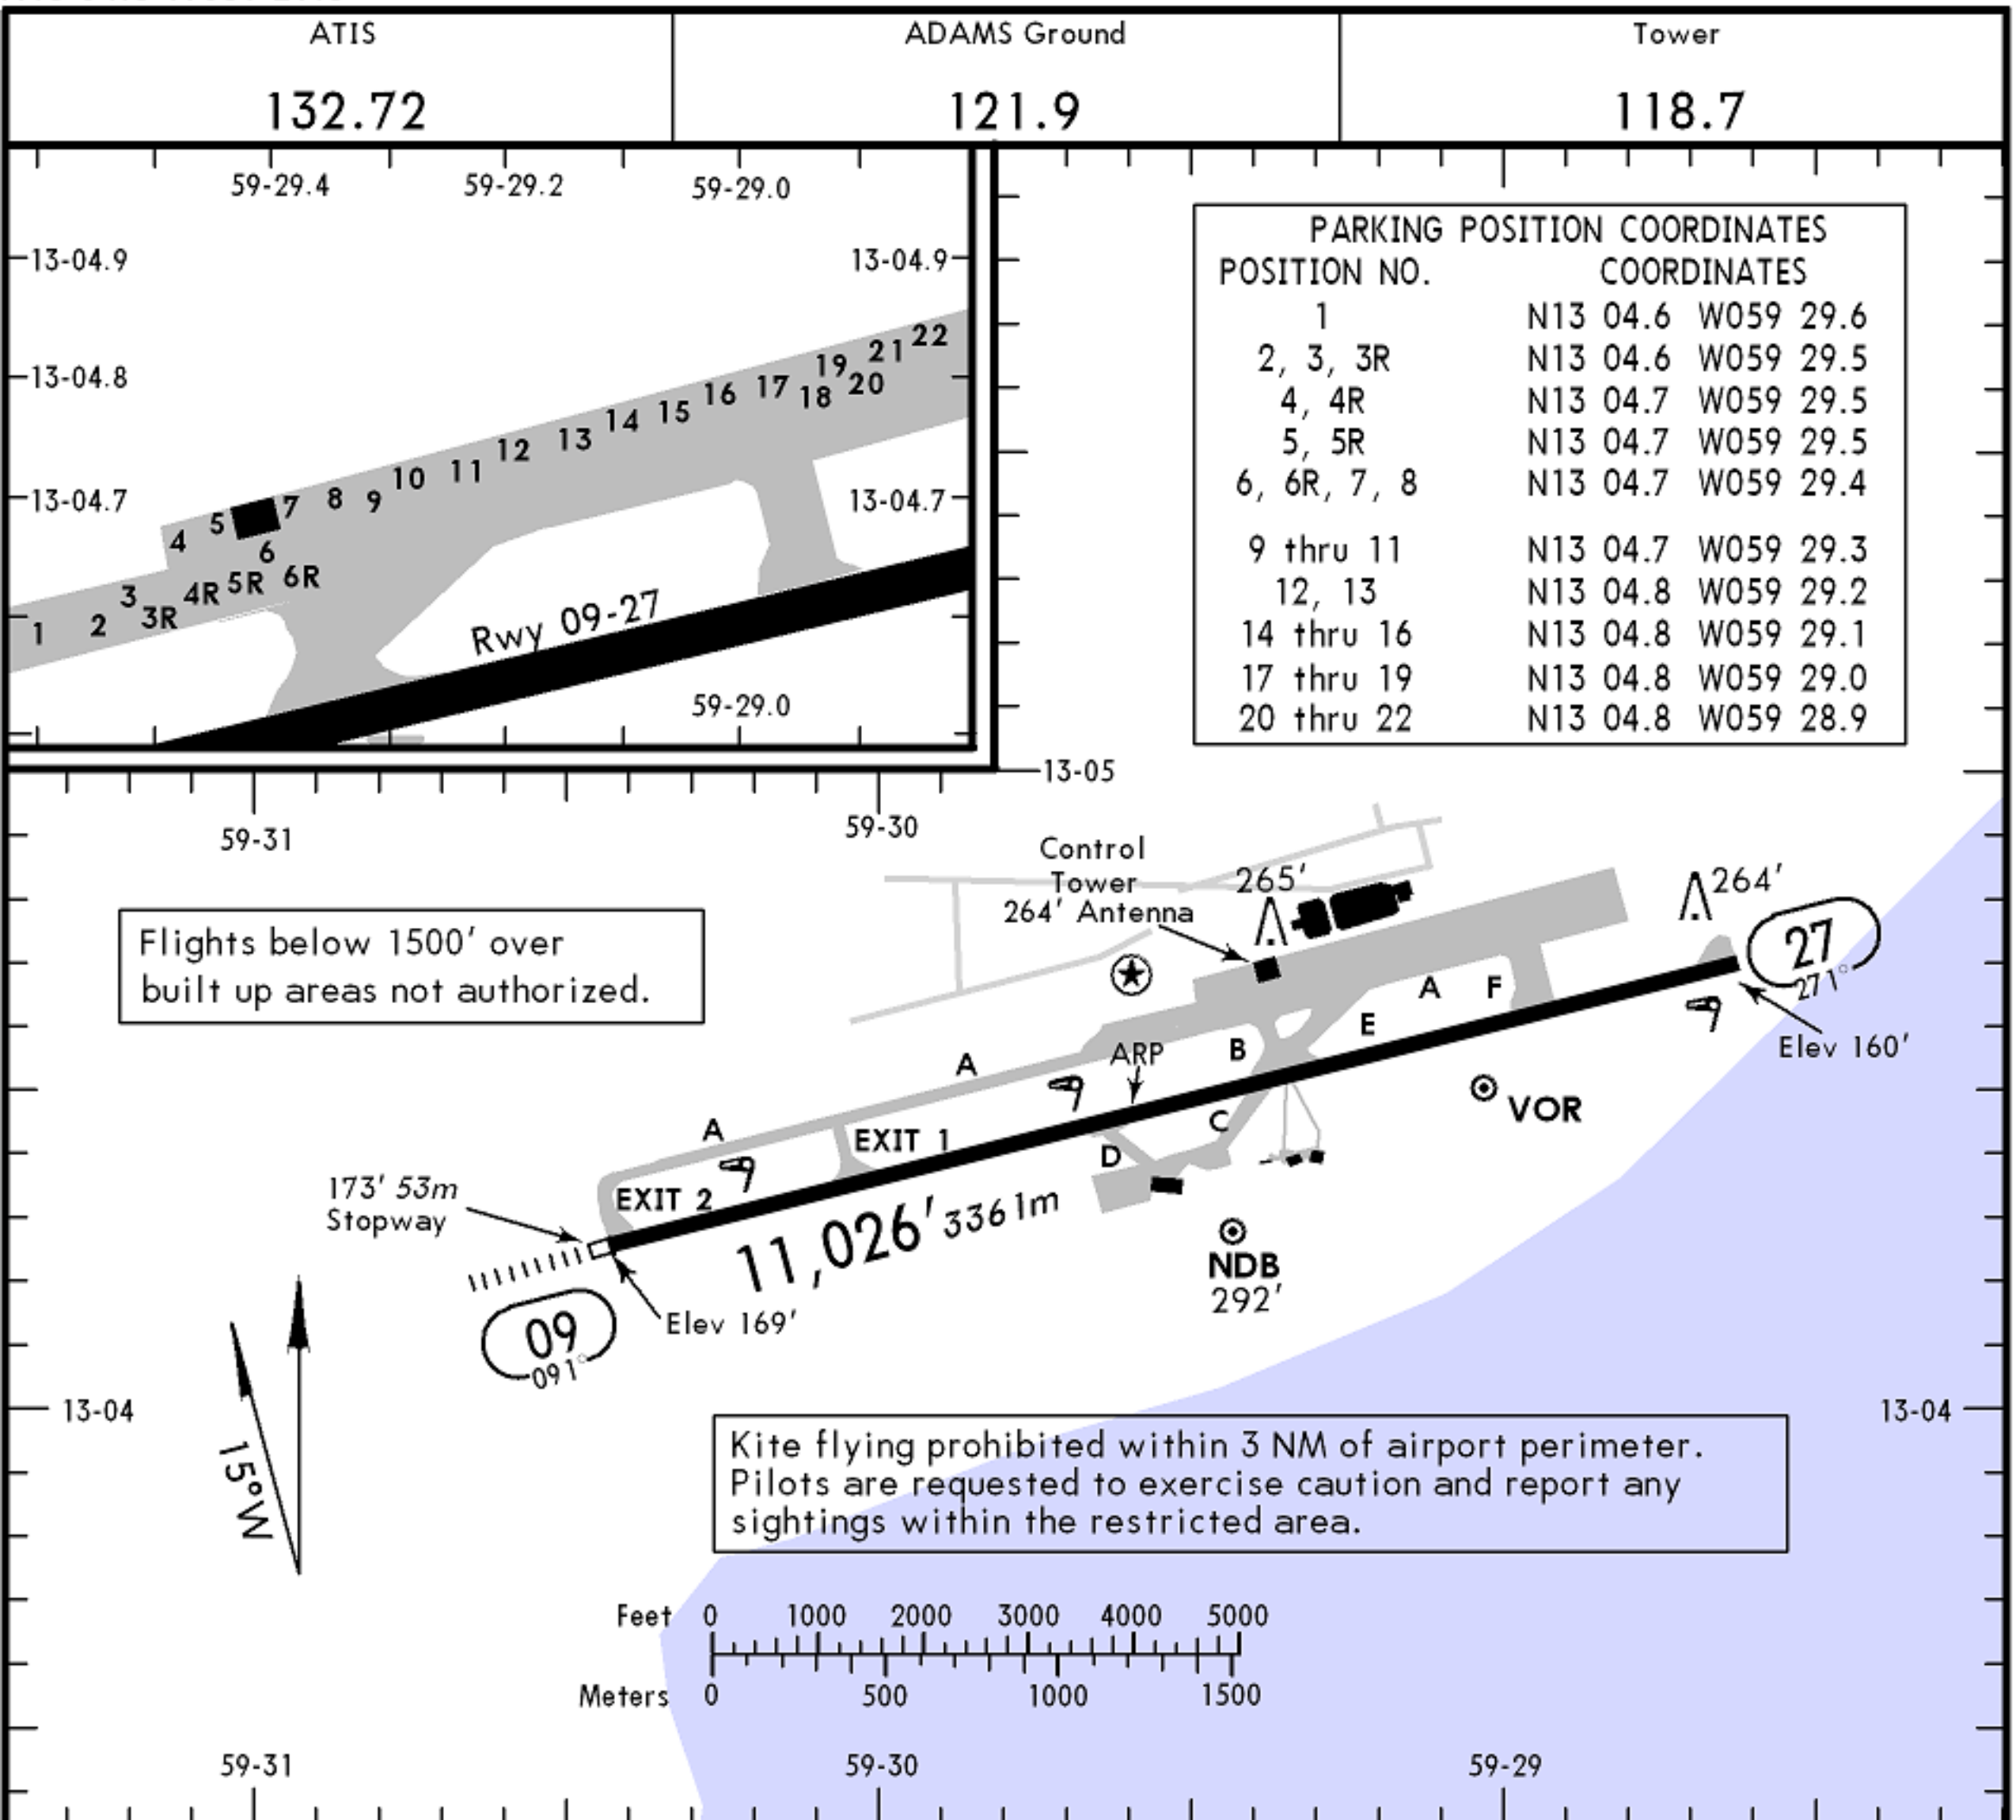 ATIS
132.72
ADAMS Ground
121.9
Tower
118.7
59-29.4 59-29.2 59-29.0
13-04.9 13-04.9
13-04.8
13-04.7 13-04.7
1 2 3 3R 4 4R 5 5R 6 6R 7 8 9 10 11 12 13 14 15 16 17 18 19 20 21 22
Rwy 09-27
59-29.0
PARKING POSITION COORDINATES
POSITION NO. COORDINATES
1 N13 04.6 W059 29.6
2, 3, 3R N13 04.6 W059 29.5
4, 4R N13 04.7 W059 29.5
5, 5R N13 04.7 W059 29.5
6, 6R, 7, 8 N13 04.7 W059 29.4
9 thru 11 N13 04.7 W059 29.3
12, 13 N13 04.8 W059 29.2
14 thru 16 N13 04.8 W059 29.1
17 thru 19 N13 04.8 W059 29.0
20 thru 22 N13 04.8 W059 28.9
13-05
59-31 59-30
Control
Tower
264' Antenna
265'
264'
Flights below 1500' over
built up areas not authorized.
27
271°
Elev 160'
A F
E
B
ARP
A
VOR
C
A
EXIT 1
D
EXIT 2
173' 53m
Stopway
11,026' 3361m
NDB
292'
09
091°
Elev 169'
15°W
13-04 13-04
Kite flying prohibited within 3 NM of airport perimeter.
Pilots are requested to exercise caution and report any
sightings within the restricted area.
Feet 0 1000 2000 3000 4000 5000
Meters 0 500 1000 1500
59-31 59-30 59-29